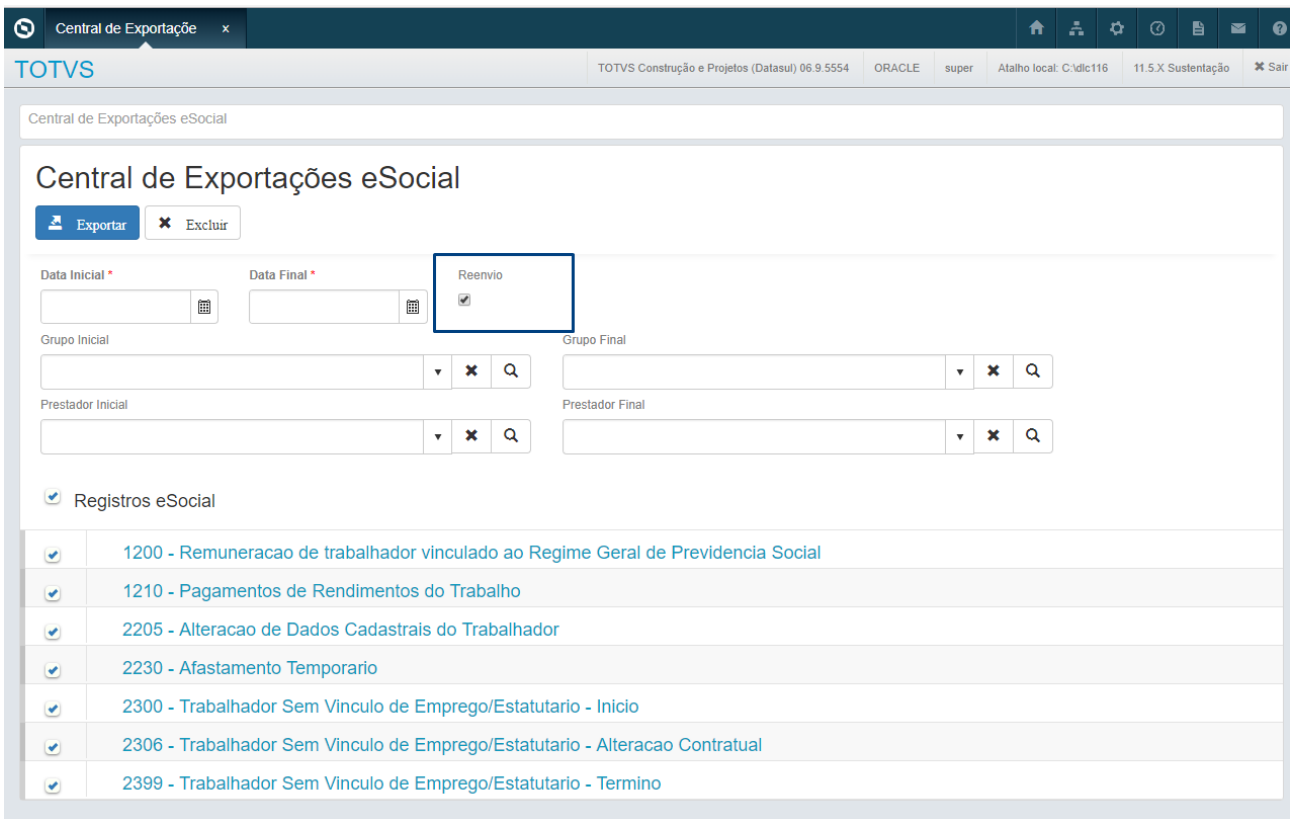 Central de Exportaçõe x
TOTVS
TOTVS Construção e Projetos (Datasul) 06.9.5554 ORACLE super Atalho local: C:\dlc116 11.5.X Sustentação ✖ Sair
Central de Exportações eSocial
Central de Exportações eSocial
Exportar ✖ Excluir
Data Inicial * Data Final * Reenvio
Grupo Inicial Grupo Final
Prestador Inicial Prestador Final
Registros eSocial
1200 - Remuneracao de trabalhador vinculado ao Regime Geral de Previdencia Social
1210 - Pagamentos de Rendimentos do Trabalho
2205 - Alteracao de Dados Cadastrais do Trabalhador
2230 - Afastamento Temporario
2300 - Trabalhador Sem Vinculo de Emprego/Estatutario - Inicio
2306 - Trabalhador Sem Vinculo de Emprego/Estatutario - Alteracao Contratual
2399 - Trabalhador Sem Vinculo de Emprego/Estatutario - Termino